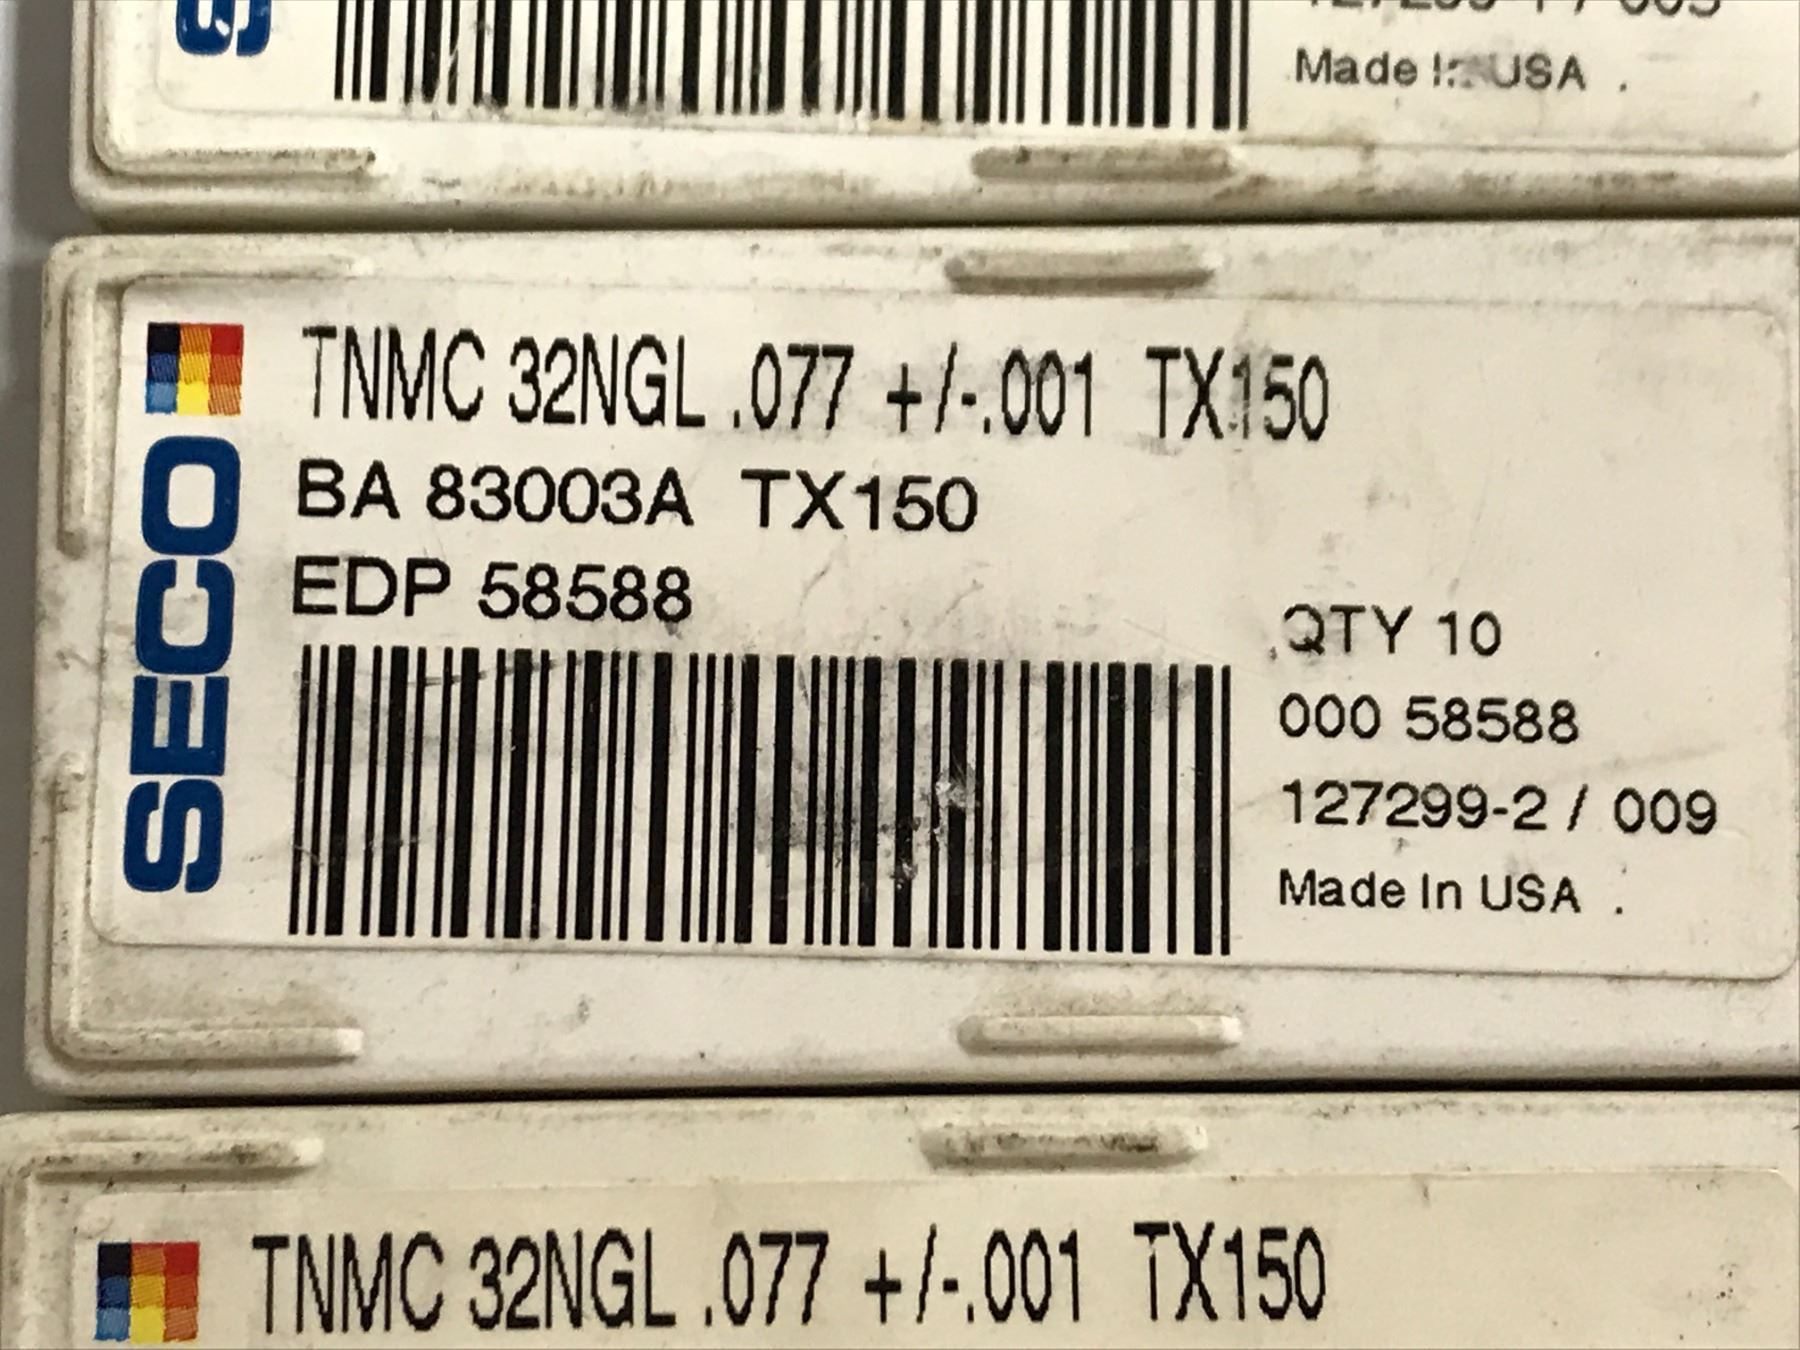 Made In USA .
SECO
TNMC 32NGL .077 +/-.001 TX150
BA 83003A TX150
EDP 58588
QTY 10
000 58588
127299-2 / 009
Made In USA .
TNMC 32NGL .077 +/-.001 TX150